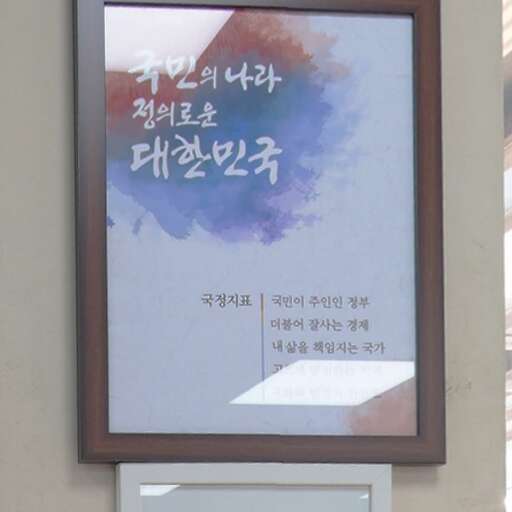 국민의 나라
정의로운
대한민국
국정지표
국민이 주인인 정부
더불어 잘사는 경제
내 삶을 책임지는 국가